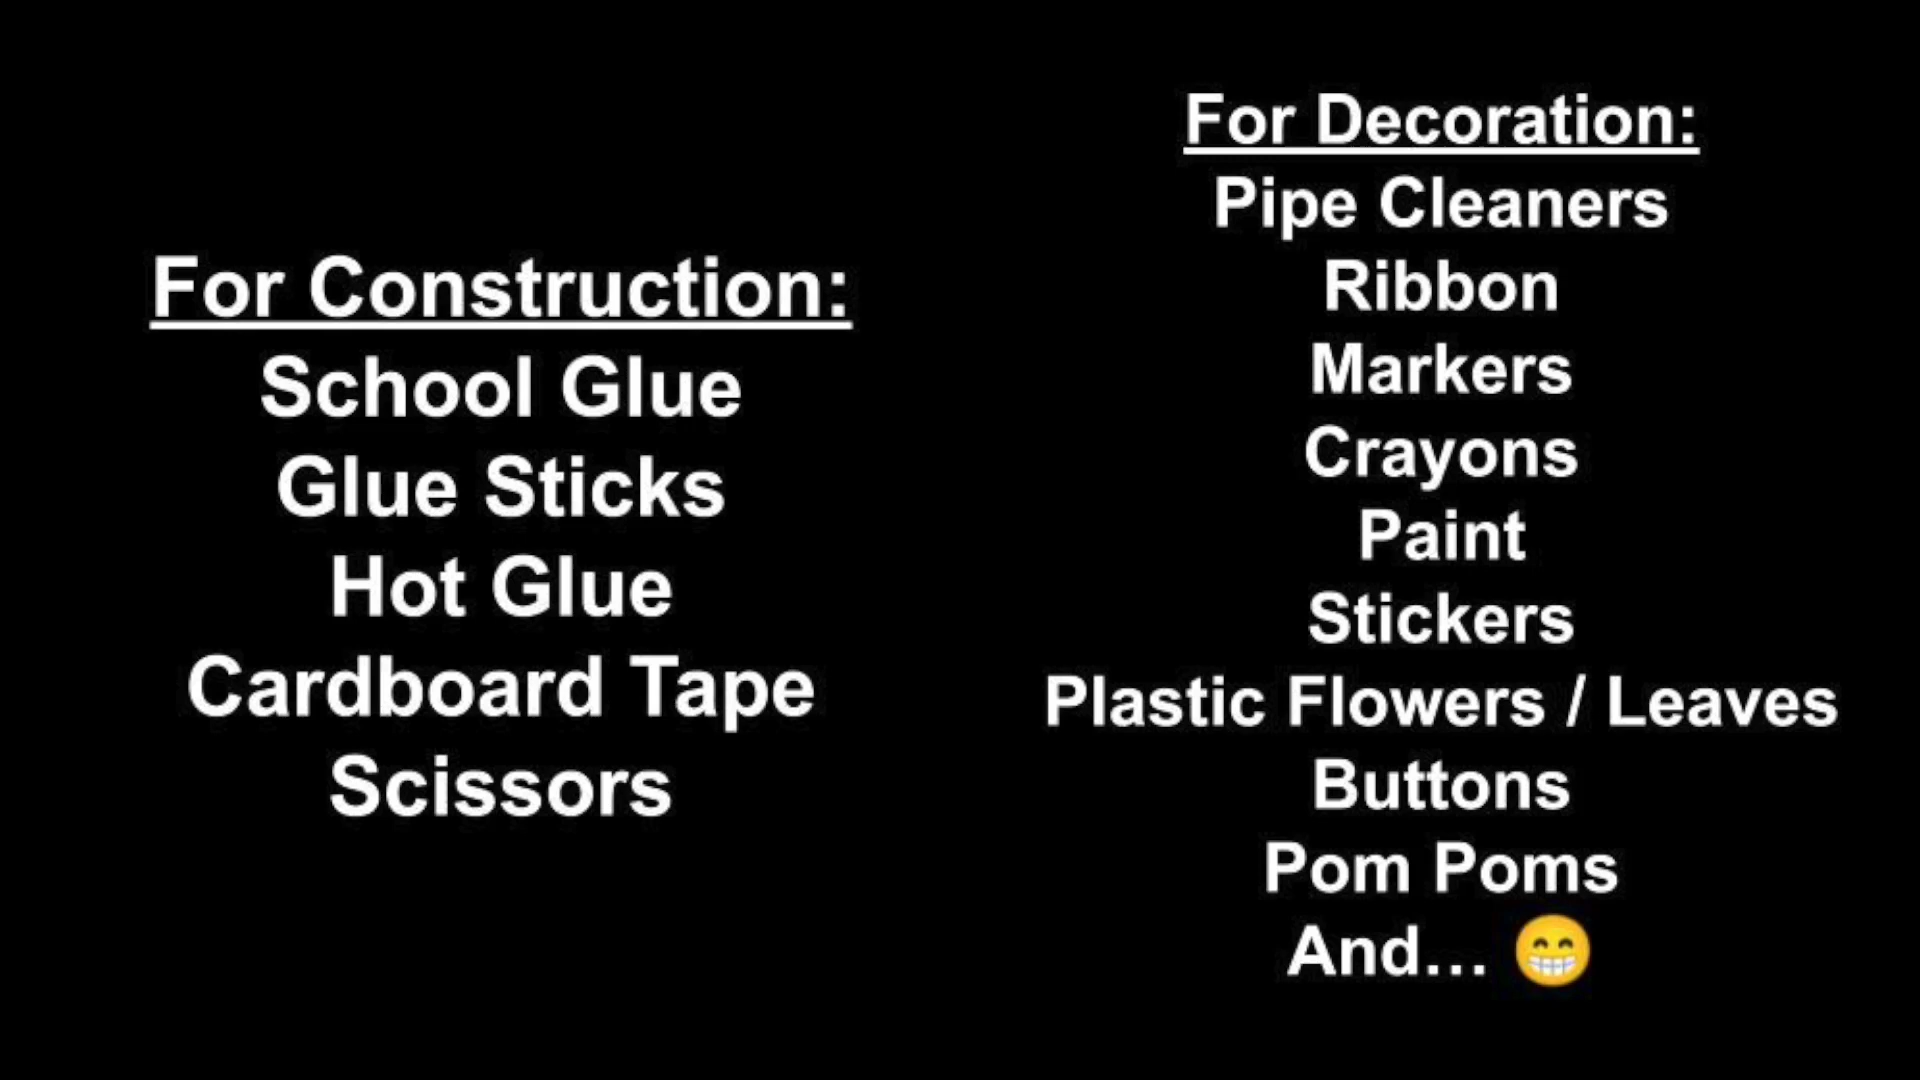 For Construction:
School Glue
Glue Sticks
Hot Glue
Cardboard Tape
Scissors
For Decoration:
Pipe Cleaners
Ribbon
Markers
Crayons
Paint
Stickers
Plastic Flowers / Leaves
Buttons
Pom Poms
And... 😁